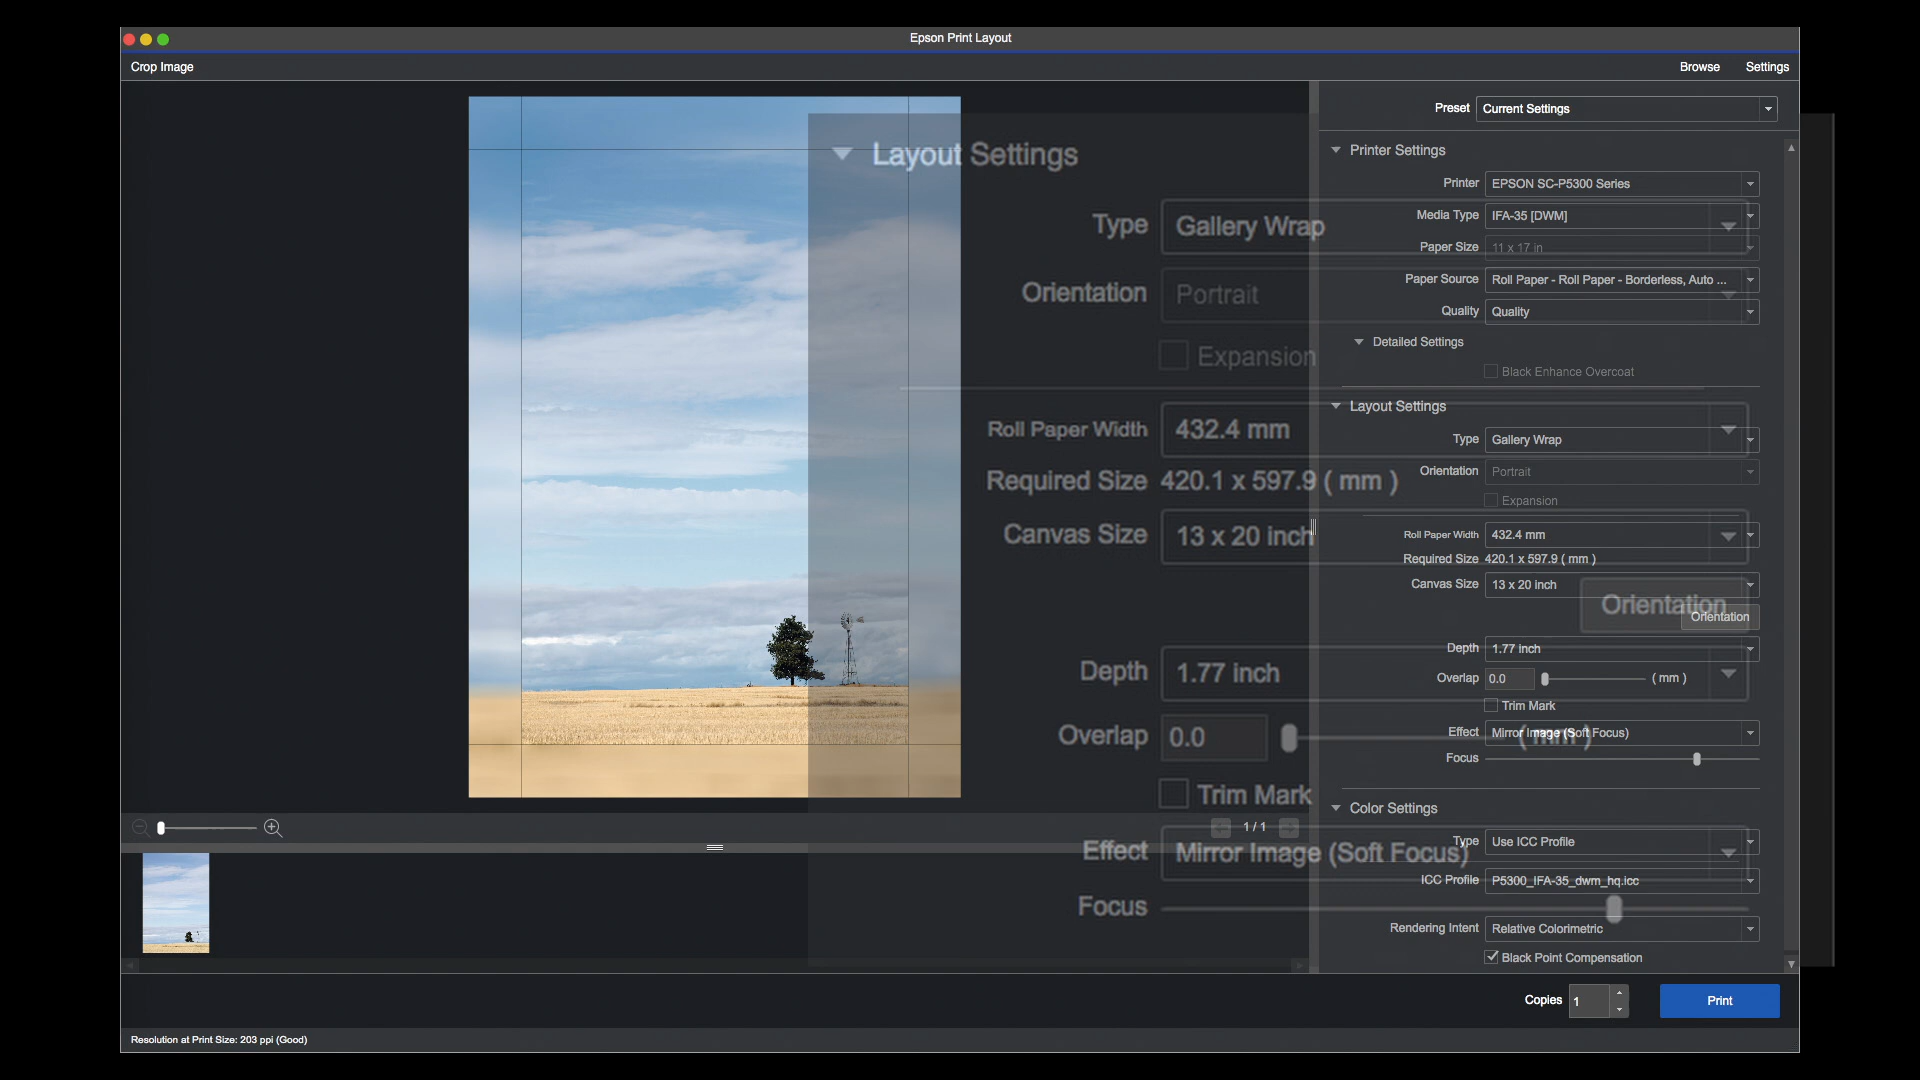 Epson Print Layout
Crop Image
Browse
Settings
Preset
Current Settings
Printer Settings
Printer
EPSON SC-P5300 Series
Media Type
IFA-35 [DWM]
Paper Size
11 x 17 in
Paper Source
Roll Paper - Roll Paper - Borderless, Auto ...
Quality
Quality
Detailed Settings
Black Enhance Overcoat
Layout Settings
Type
Gallery Wrap
Orientation
Portrait
Expansion
Roll Paper Width
432.4 mm
Required Size
420.1 x 597.9 ( mm )
Canvas Size
13 x 20 inch
Orientation
Depth
1.77 inch
Overlap
0.0
( mm )
Trim Mark
Effect
Mirror Image (Soft Focus)
Focus
Color Settings
Type
Use ICC Profile
ICC Profile
P5300_IFA-35_dwm_hq.icc
Rendering Intent
Relative Colorimetric
Black Point Compensation
Layout Settings
Type
Gallery Wrap
Orientation
Portrait
Expansion
Roll Paper Width
432.4 mm
Required Size
420.1 x 597.9 ( mm )
Canvas Size
13 x 20 inch
Orientation
Depth
1.77 inch
Overlap
0.0
( mm )
Trim Mark
Effect
Mirror Image (Soft Focus)
Focus
1 / 1
Copies
1
Print
Resolution at Print Size: 203 ppi (Good)